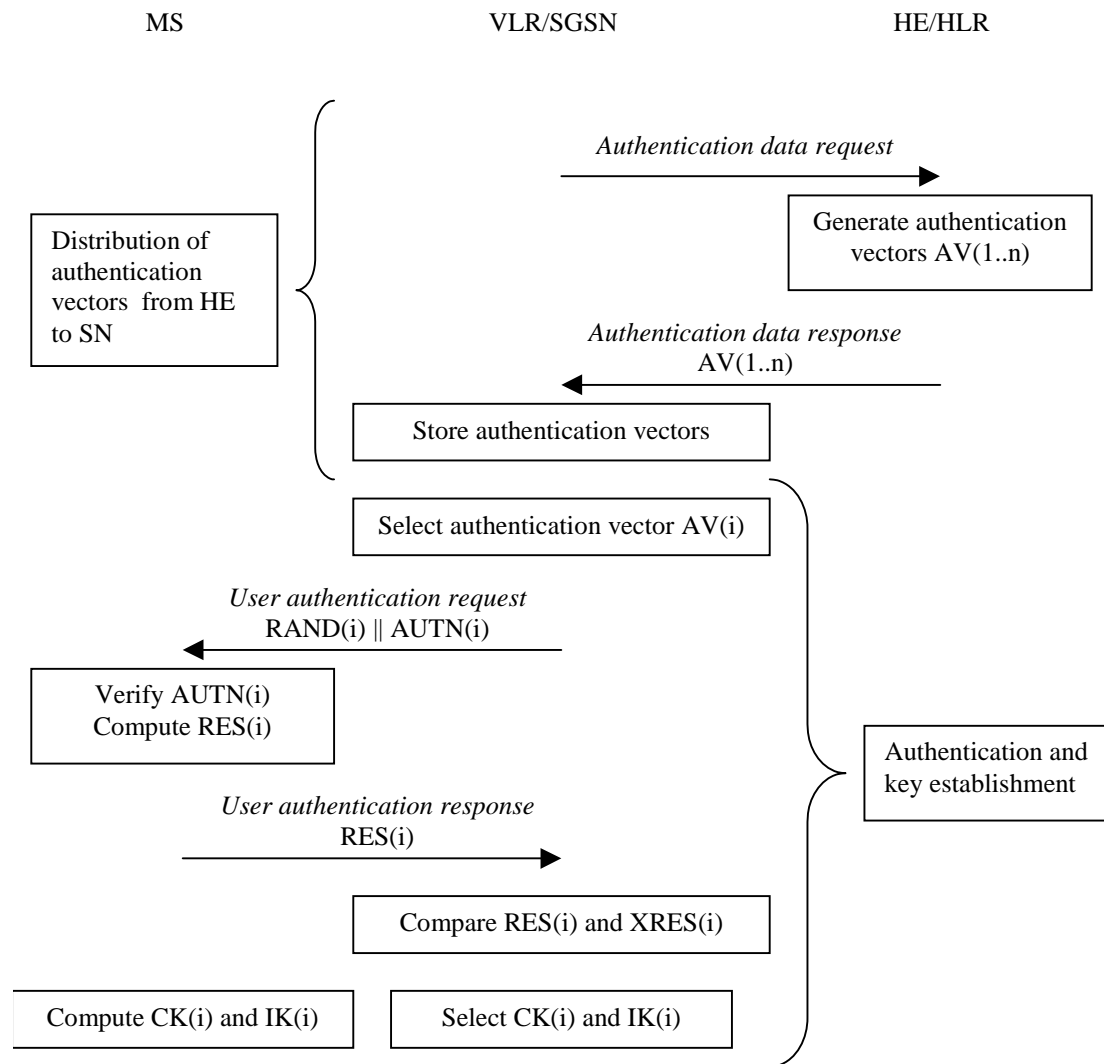 MS
VLR/SGSN
HE/HLR
Authentication data request
Generate authentication
vectors AV(1..n)
Distribution of
authentication
vectors from HE
to SN
Authentication data response
AV(1..n)
Store authentication vectors
Select authentication vector AV(i)
User authentication request
RAND(i) || AUTN(i)
Verify AUTN(i)
Compute RES(i)
Authentication and
key establishment
User authentication response
RES(i)
Compare RES(i) and XRES(i)
Compute CK(i) and IK(i)
Select CK(i) and IK(i)